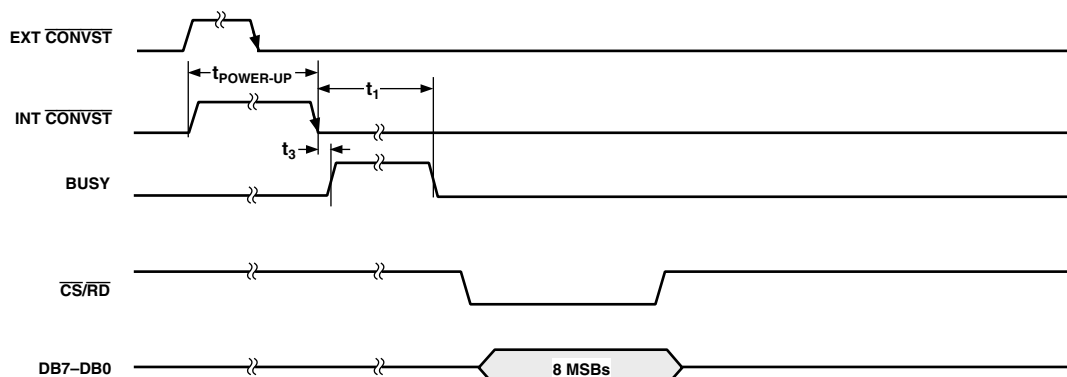 EXT CONVST
tPOWER-UP
t1
INT CONVST
t3
BUSY
CS/RD
DB7–DB0
8 MSBs